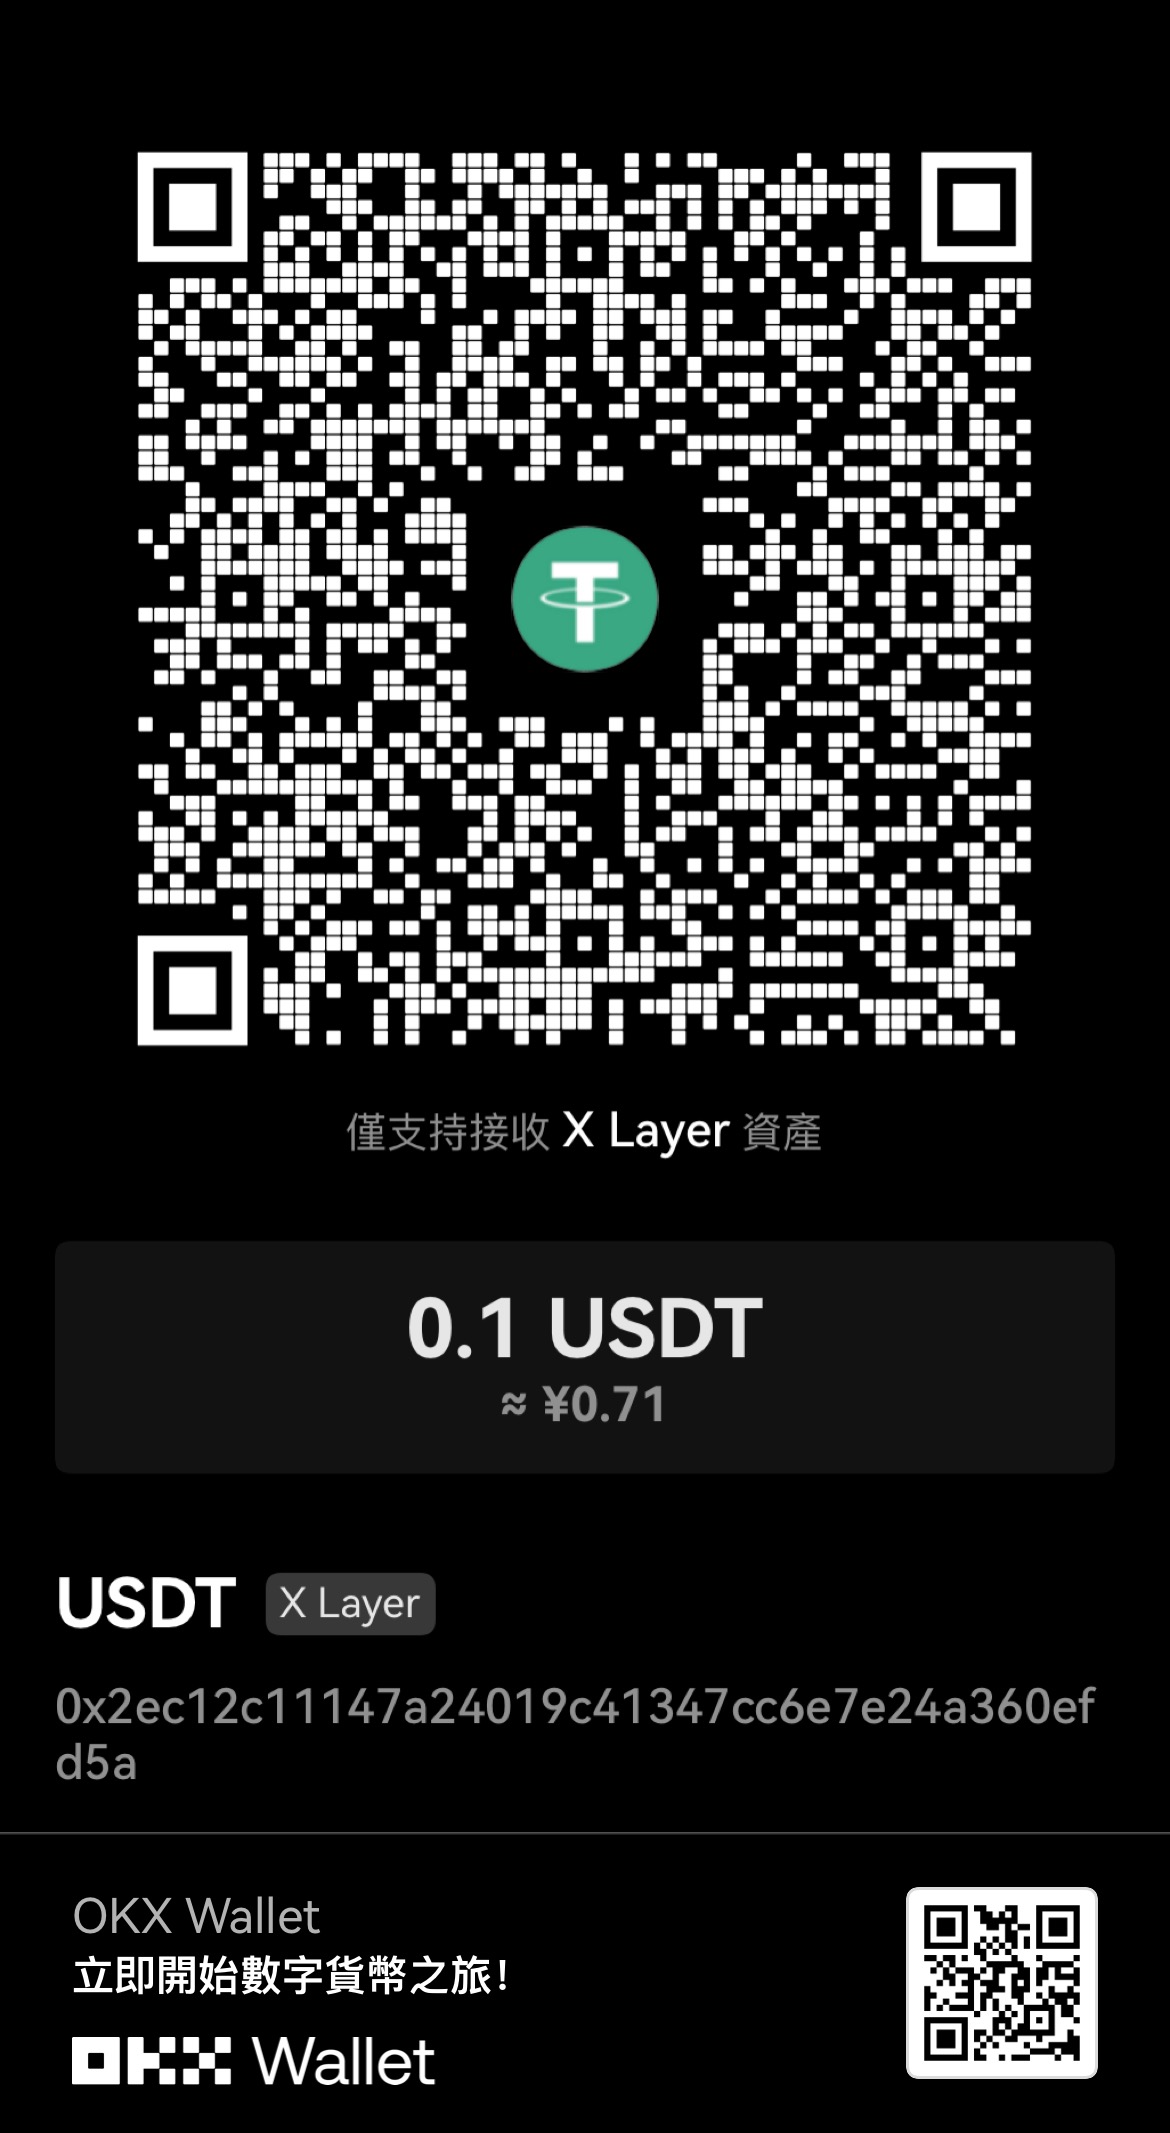 僅支持接收 X Layer 資產
0.1 USDT
≈ ¥0.71
USDT X Layer
0x2ec12c11147a24019c41347cc6e7e24a360ef
d5a
OKX Wallet
立即開始數字貨幣之旅！
OKX Wallet